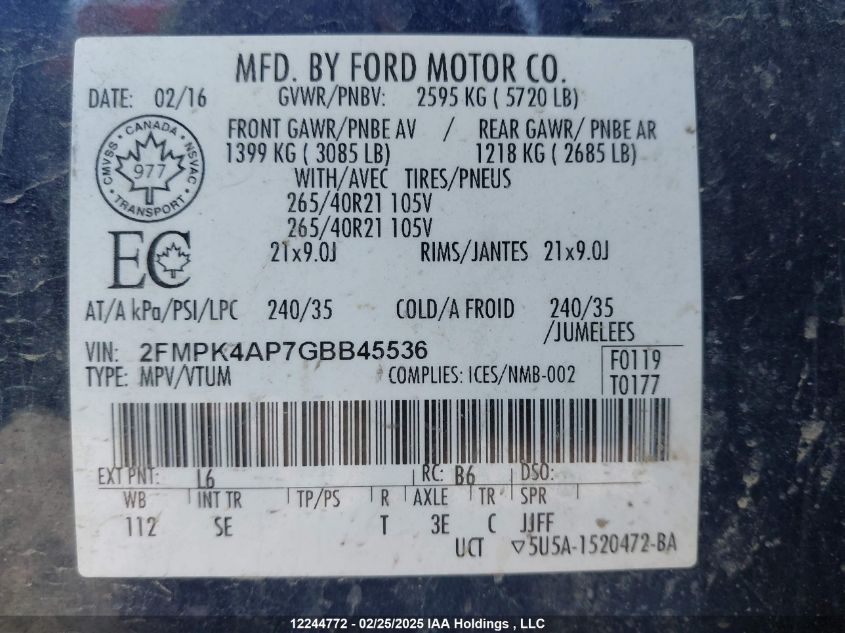 MFD. BY FORD MOTOR CO.
DATE: 02/16 GVWR/PNBV: 2595 KG ( 5720 LB)
FRONT GAWR/PNBE AV / REAR GAWR/ PNBE AR
1399 KG ( 3085 LB) 1218 KG ( 2685 LB)
WITH/AVEC TIRES/PNEUS
265/40R21 105V
265/40R21 105V
21x9.0J RIMS/JANTES 21x9.0J
CMVSS · CANADA · NSVAC
977
TRANSPORT
EC
AT/A kPa/PSI/LPC 240/35 COLD/A FROID 240/35
/JUMELEES
VIN: 2FMPK4AP7GBB45536
F0119
TYPE: MPV/VTUM COMPLIES: ICES/NMB-002
T0177
EXT PNT: L6 RC: B6 DSO:
WB INT TR TP/PS R AXLE TR SPR
112 SE T 3E C JJFF
UCT ▽5U5A-1520472-BA
12244772 - 02/25/2025 IAA Holdings , LLC